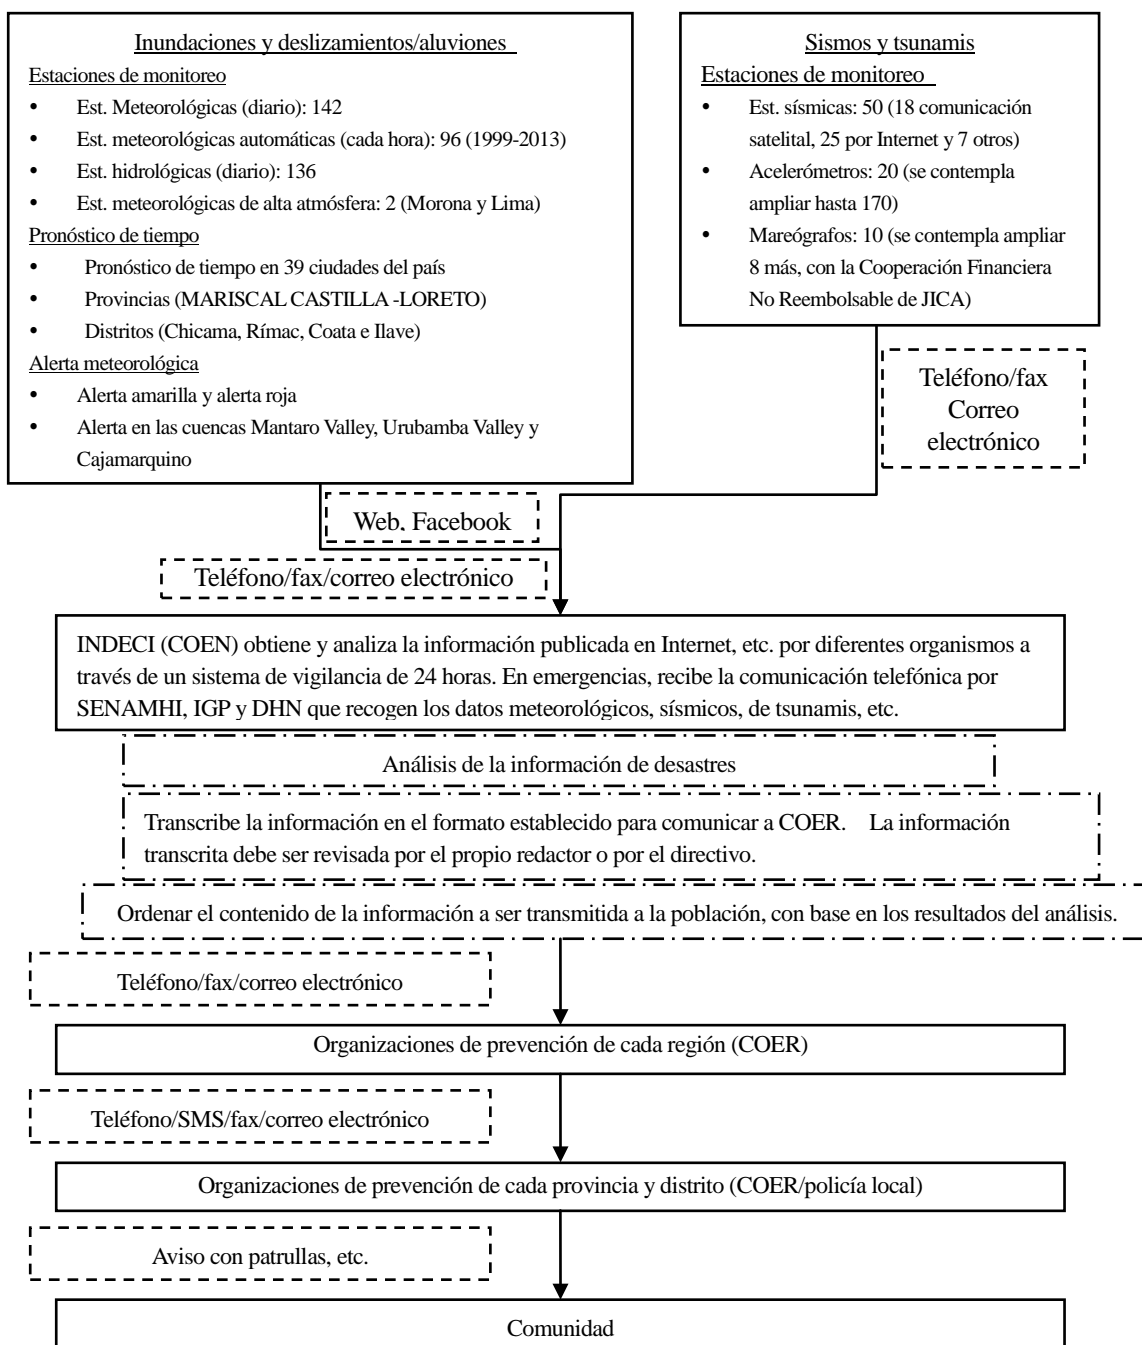 Inundaciones y deslizamientos/aluviones
Estaciones de monitoreo
• Est. Meteorológicas (diario): 142
• Est. meteorológicas automáticas (cada hora): 96 (1999-2013)
• Est. hidrológicas (diario): 136
• Est. meteorológicas de alta atmósfera: 2 (Morona y Lima)
Pronóstico de tiempo
• Pronóstico de tiempo en 39 ciudades del país
• Provincias (MARISCAL CASTILLA -LORETO)
• Distritos (Chicama, Rímac, Coata e Ilave)
Alerta meteorológica
• Alerta amarilla y alerta roja
• Alerta en las cuencas Mantaro Valley, Urubamba Valley y
Cajamarquino
Sismos y tsunamis
Estaciones de monitoreo
• Est. sísmicas: 50 (18 comunicación
satelital, 25 por Internet y 7 otros)
• Acelerómetros: 20 (se contempla
ampliar hasta 170)
• Mareógrafos: 10 (se contempla ampliar
8 más, con la Cooperación Financiera
No Reembolsable de JICA)
Teléfono/fax
Correo
electrónico
Web, Facebook
Teléfono/fax/correo electrónico
INDECI (COEN) obtiene y analiza la información publicada en Internet, etc. por diferentes organismos a
través de un sistema de vigilancia de 24 horas. En emergencias, recibe la comunicación telefónica por
SENAMHI, IGP y DHN que recogen los datos meteorológicos, sísmicos, de tsunamis, etc.
Análisis de la información de desastres
Transcribe la información en el formato establecido para comunicar a COER. La información
transcrita debe ser revisada por el propio redactor o por el directivo.
Ordenar el contenido de la información a ser transmitida a la población, con base en los resultados del análisis.
Teléfono/fax/correo electrónico
Organizaciones de prevención de cada región (COER)
Teléfono/SMS/fax/correo electrónico
Organizaciones de prevención de cada provincia y distrito (COER/policía local)
Aviso con patrullas, etc.
Comunidad